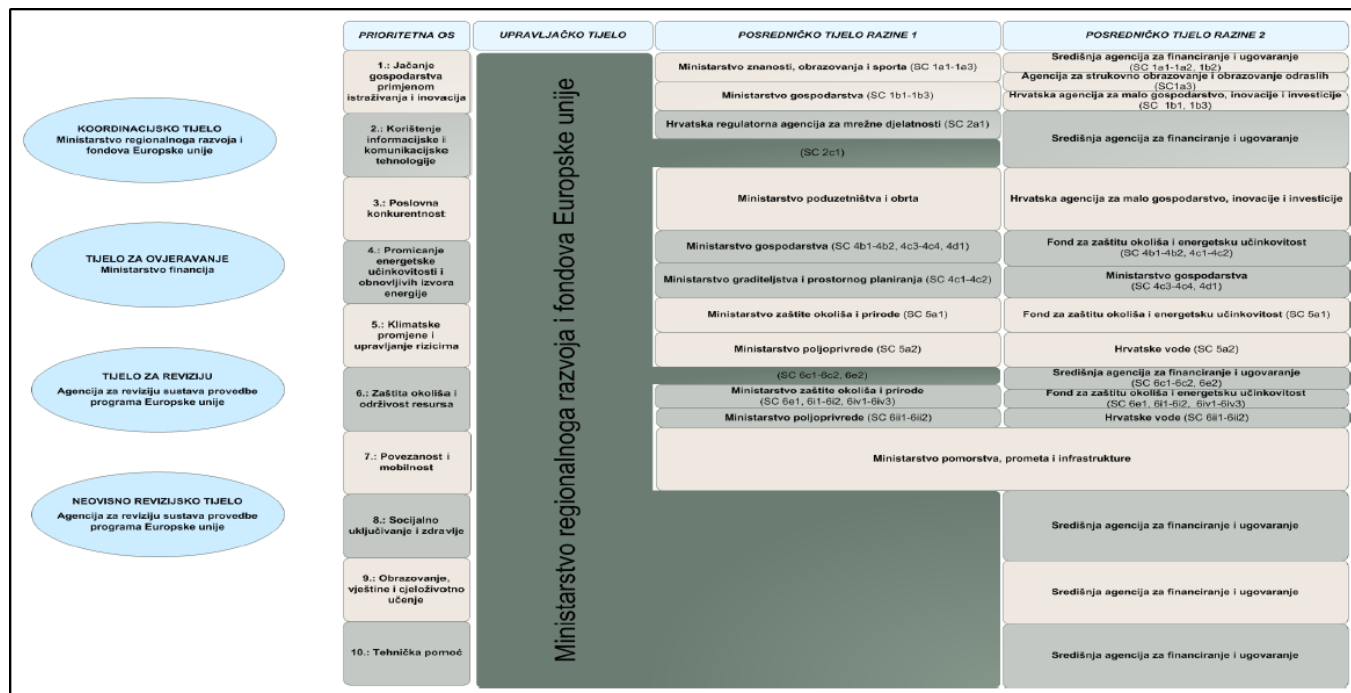 PRIORITETNA OS
UPRAVLJAČKO TIJELO
POSREDNIČKO TIJELO RAZINE 1
POSREDNIČKO TIJELO RAZINE 2
KOORDINACIJSKO TIJELO
Ministarstvo regionalnoga razvoja i
fondova Europske unije
TIJELO ZA OVJERAVANJE
Ministarstvo financija
TIJELO ZA REVIZIJU
Agencija za reviziju sustava provedbe
programa Europske unije
NEOVISNO REVIZIJSKO TIJELO
Agencija za reviziju sustava provedbe
programa Europske unije
Ministarstvo regionalnoga razvoja i fondova Europske unije
1.: Jačanje
gospodarstva
primjenom
istraživanja i inovacija
Ministarstvo znanosti, obrazovanja i sporta (SC 1a1-1a3)
Ministarstvo gospodarstva (SC 1b1-1b3)
Središnja agencija za financiranje i ugovaranje
(SC 1a1-1a2, 1b2)
Agencija za strukovno obrazovanje i obrazovanje odraslih
(SC1a3)
Hrvatska agencija za malo gospodarstvo, inovacije i investicije
(SC 1b1, 1b3)
2.: Korištenje
informacijske i
komunikacijske
tehnologije
Hrvatska regulatorna agencija za mrežne djelatnosti (SC 2a1)
(SC 2c1)
Središnja agencija za financiranje i ugovaranje
3.: Poslovna
konkurentnost
Ministarstvo poduzetništva i obrta
Hrvatska agencija za malo gospodarstvo, inovacije i investicije
4.: Promicanje
energetske
učinkovitosti i
obnovljivih izvora
energije
Ministarstvo gospodarstva (SC 4b1-4b2, 4c3-4c4, 4d1)
Ministarstvo graditeljstva i prostornog planiranja (SC 4c1-4c2)
Fond za zaštitu okoliša i energetsku učinkovitost
(SC 4b1-4b2, 4c1-4c2)
Ministarstvo gospodarstva
(SC 4c3-4c4, 4d1)
5.: Klimatske
promjene i
upravljanje rizicima
Ministarstvo zaštite okoliša i prirode (SC 5a1)
Ministarstvo poljoprivrede (SC 5a2)
Fond za zaštitu okoliša i energetsku učinkovitost (SC 5a1)
Hrvatske vode (SC 5a2)
6.: Zaštita okoliša i
održivost resursa
(SC 6c1-6c2, 6e2)
Ministarstvo zaštite okoliša i prirode
(SC 6e1, 6i1-6i2, 6iv1-6iv3)
Ministarstvo poljoprivrede (SC 6ii1-6ii2)
Središnja agencija za financiranje i ugovaranje
(SC 6c1-6c2, 6e2)
Fond za zaštitu okoliša i energetsku učinkovitost
(SC 6e1, 6i1-6i2, 6iv1-6iv3)
Hrvatske vode (SC 6ii1-6ii2)
7.: Povezanost i
mobilnost
Ministarstvo pomorstva, prometa i infrastrukture
8.: Socijalno
uključivanje i zdravlje
Središnja agencija za financiranje i ugovaranje
9.: Obrazovanje,
vještine i cjeloživotno
učenje
Središnja agencija za financiranje i ugovaranje
10.: Tehnička pomoć
Središnja agencija za financiranje i ugovaranje